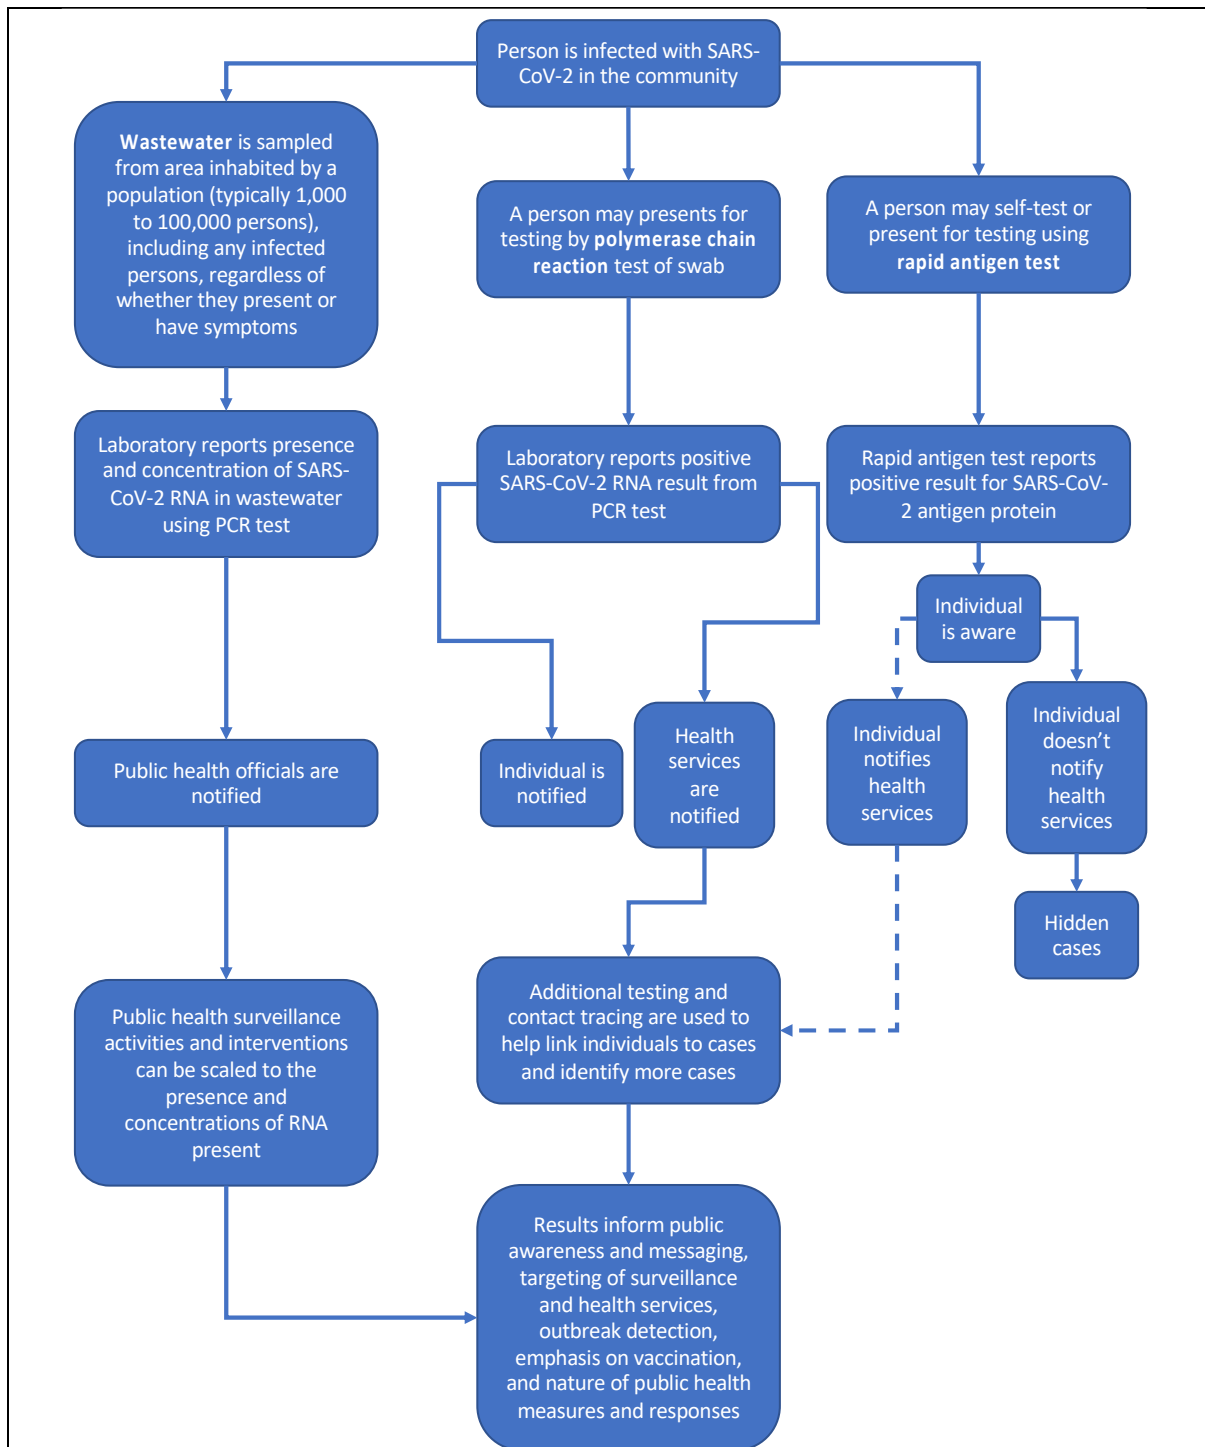 Person is infected with SARS-
CoV-2 in the community
Wastewater is sampled
from area inhabited by a
population (typically 1,000
to 100,000 persons),
including any infected
persons, regardless of
whether they present or
have symptoms
A person may presents for
testing by polymerase chain
reaction test of swab
A person may self-test or
present for testing using
rapid antigen test
Laboratory reports presence
and concentration of SARS-
CoV-2 RNA in wastewater
using PCR test
Laboratory reports positive
SARS-CoV-2 RNA result from
PCR test
Rapid antigen test reports
positive result for SARS-CoV-
2 antigen protein
Individual
is aware
Public health officials are
notified
Individual is
notified
Health
services
are
notified
Individual
notifies
health
services
Individual
doesn’t
notify
health
services
Hidden
cases
Public health surveillance
activities and interventions
can be scaled to the
presence and
concentrations of RNA
present
Additional testing and
contact tracing are used to
help link individuals to cases
and identify more cases
Results inform public
awareness and messaging,
targeting of surveillance
and health services,
outbreak detection,
emphasis on vaccination,
and nature of public health
measures and responses